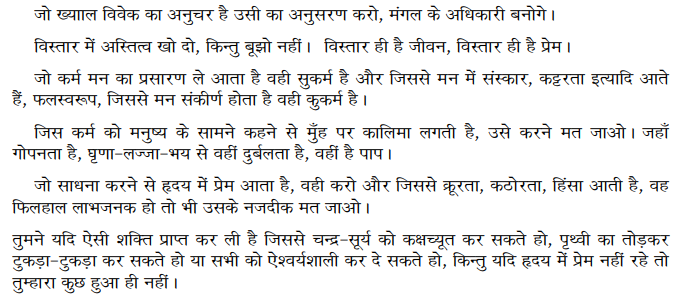 जो ख्यााल विवेक का अनुचर है उसी का अनुसरण करो, मंगल के अधिकारी बनोगे।
विस्तार में अस्तित्व खो दो, किन्तु बूझो नहीं। विस्तार ही है जीवन, विस्तार ही है प्रेम।
जो कर्म मन का प्रसारण ले आता है वही सुकर्म है और जिससे मन में संस्कार, कट्टरता इत्यादि आते
हैं, फलस्वरूप, जिससे मन संकीर्ण होता है वही कुकर्म है।
जिस कर्म को मनुष्य के सामने कहने से मुँह पर कालिमा लगती है, उसे करने मत जाओ। जहाँ
गोपनता है, घृणा-लज्जा-भय से वहीं दुर्बलता है, वहीं है पाप।
जो साधना करने से हृदय में प्रेम आता है, वही करो और जिससे क्रूरता, कठोरता, हिंसा आती है, वह
फिलहाल लाभजनक हो तो भी उसके नजदीक मत जाओ।
तुमने यदि ऐसी शक्ति प्राप्त कर ली है जिससे चन्द्र-सूर्य को कक्षच्यूत कर सकते हो, पृथ्वी का तोड़कर
टुकड़ा-टुकड़ा कर सकते हो या सभी को ऐश्वर्यशाली कर दे सकते हो, किन्तु यदि हृदय में प्रेम नहीं रहे तो
तुम्हारा कुछ हुआ ही नहीं।